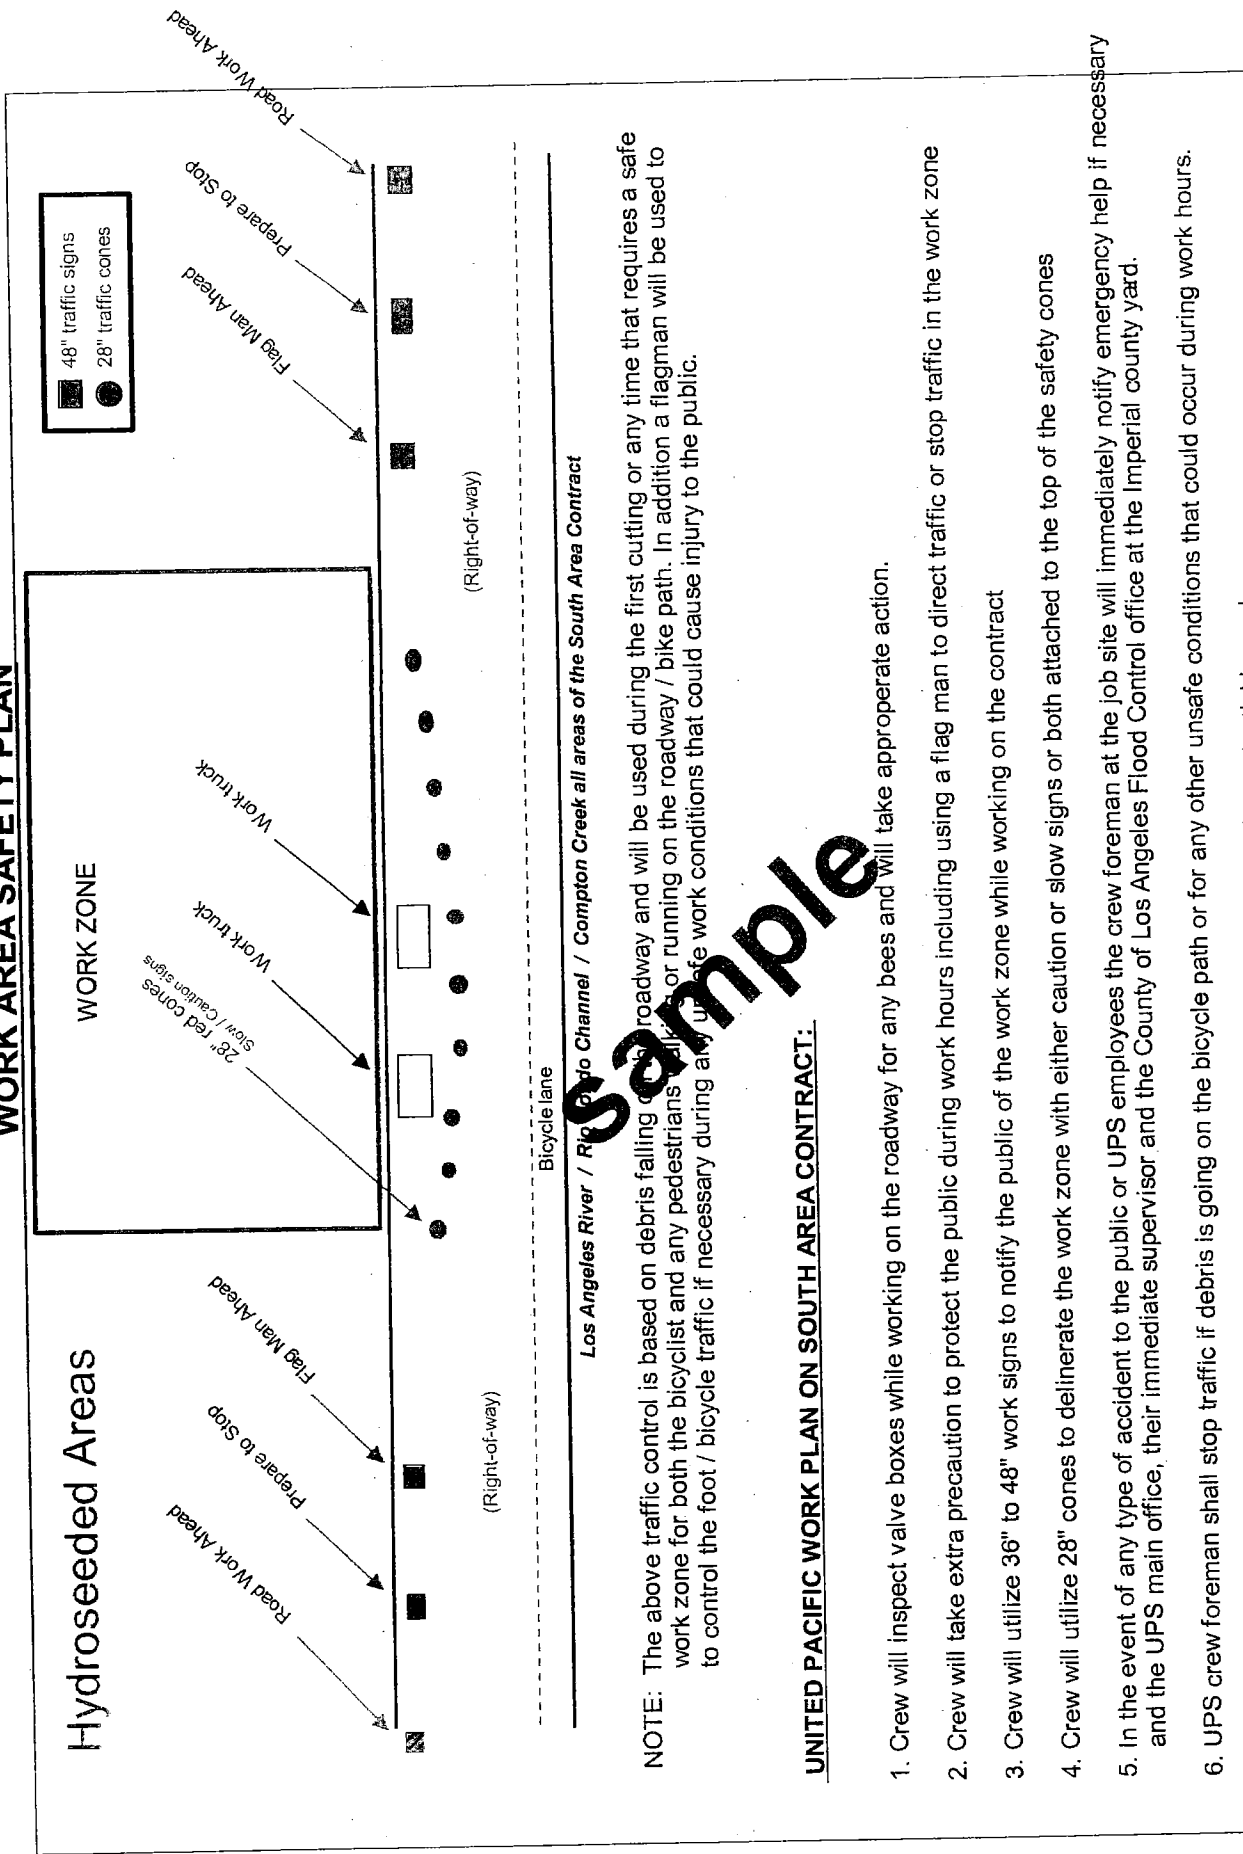 WORK AREA SAFETY PLAN
Hydroseeded Areas
WORK ZONE
48" traffic signs
28" traffic cones
Road Work Ahead
Prepare to Stop
Flag Man Ahead
28" red cones
Slow / Caution signs
Work truck
Work truck
Flag Man Ahead
Prepare to Stop
Road Work Ahead
(Right-of-way)
(Right-of-way)
Bicycle lane
Los Angeles River / Rio Hondo Channel / Compton Creek all areas of the South Area Contract
NOTE: The above traffic control is based on debris falling on the roadway and will be used during the first cutting or any time that requires a safe
work zone for both the bicyclist and any pedestrians walking or running on the roadway / bike path. In addition a flagman will be used to
to control the foot / bicycle traffic if necessary during any unsafe work conditions that could cause injury to the public.
sample
UNITED PACIFIC WORK PLAN ON SOUTH AREA CONTRACT:
1. Crew will inspect valve boxes while working on the roadway for any bees and will take approperate action.
2. Crew will take extra precaution to protect the public during work hours including using a flag man to direct traffic or stop traffic in the work zone
3. Crew will utilize 36" to 48" work signs to notify the public of the work zone while working on the contract
4. Crew will utilize 28" cones to delinerate the work zone with either caution or slow signs or both attached to the top of the safety cones
5. In the event of any type of accident to the public or UPS employees the crew foreman at the job site will immediately notify emergency help if necessary
and the UPS main office, their immediate supervisor and the County of Los Angeles Flood Control office at the Imperial county yard.
6. UPS crew foreman shall stop traffic if debris is going on the bicycle path or for any other unsafe conditions that could occur during work hours.